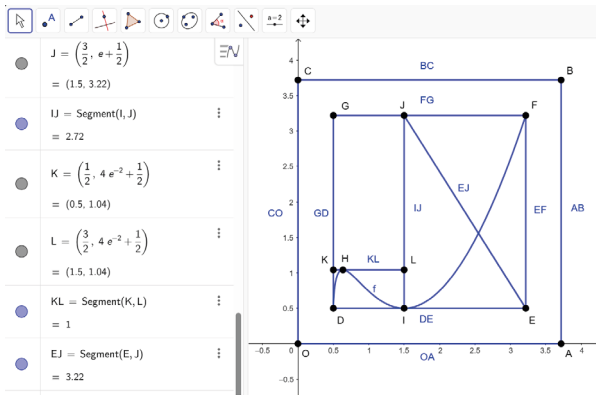 A
a=2
J = (3/2, e + 1/2)
= (1.5, 3.22)
IJ = Segment(I, J)
= 2.72
K = (1/2, 4 e⁻² + 1/2)
= (0.5, 1.04)
L = (3/2, 4 e⁻² + 1/2)
= (1.5, 1.04)
KL = Segment(K, L)
= 1
EJ = Segment(E, J)
= 3.22
4
C BC B
3.5
G J FG F
3
2.5
EJ
2
CO GD IJ EF AB
1.5
K H KL L
1
f
0.5
D I DE E
−0.5 O 0.5 1 1.5 2 2.5 3 3.5 A 4
0
OA
−0.5